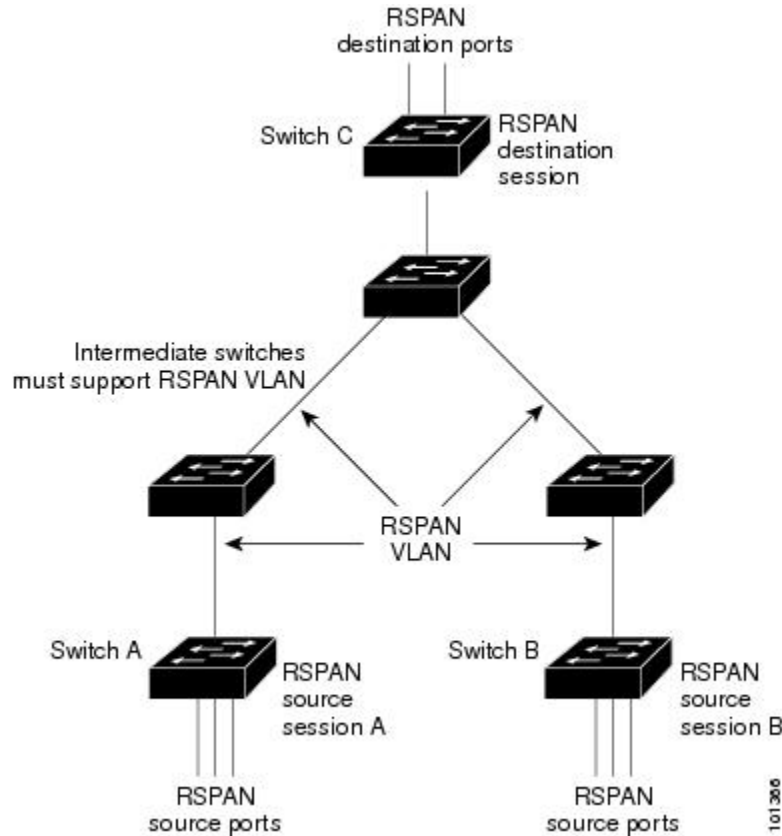 RSPAN
destination ports
Switch C
RSPAN
destination
session
Intermediate switches
must support RSPAN VLAN
RSPAN
VLAN
Switch A
RSPAN
source
session A
Switch B
RSPAN
source
session B
RSPAN
source ports
RSPAN
source ports
101366